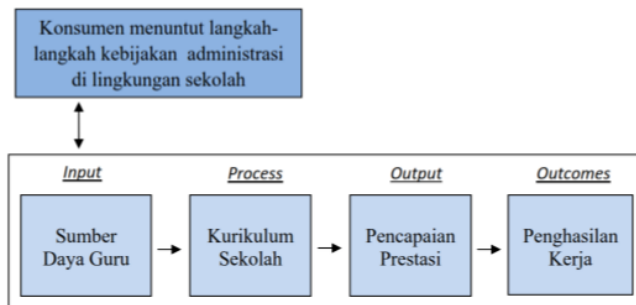 Konsumen menuntut langkah-
langkah kebijakan administrasi
di lingkungan sekolah
Input
Process
Output
Outcomes
Sumber
Daya Guru
Kurikulum
Sekolah
Pencapaian
Prestasi
Penghasilan
Kerja